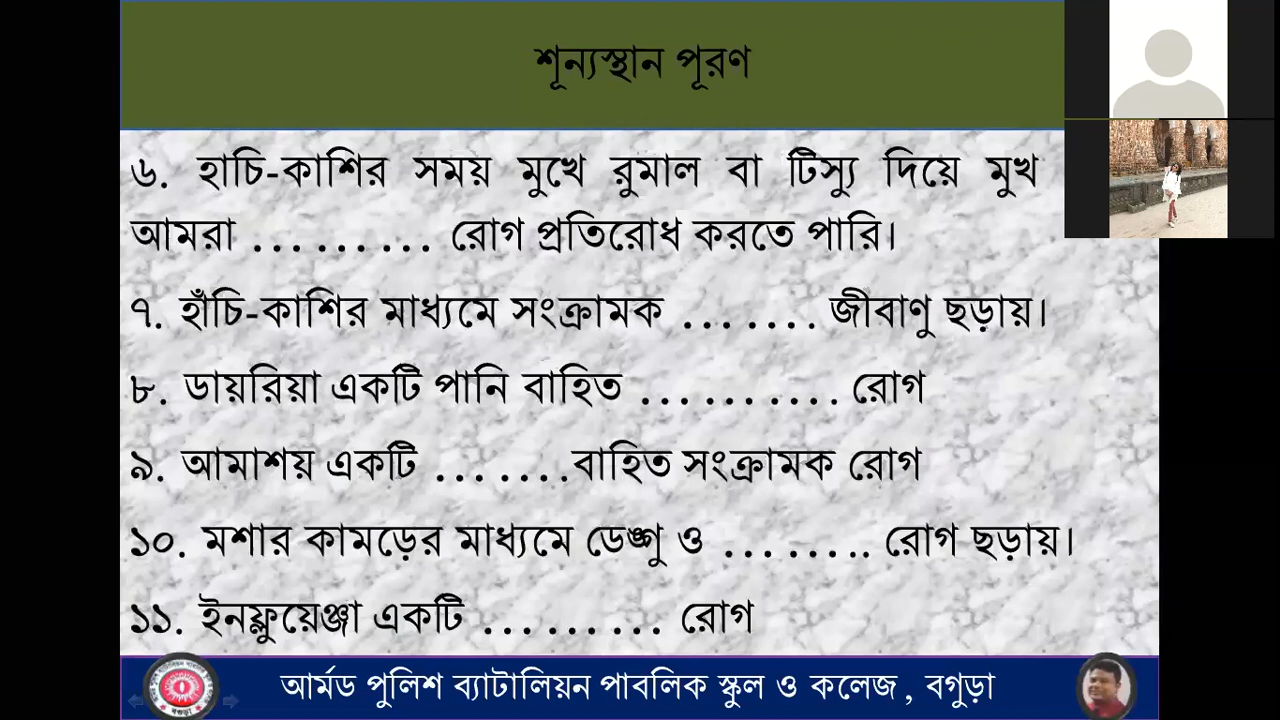 শূন্যস্থান পূরণ
৬. হাচি-কাশির সময় মুখে রুমাল বা টিস্যু দিয়ে মুখ
আমরা ......... রোগ প্রতিরোধ করতে পারি।
৭. হাঁচি-কাশির মাধ্যমে সংক্রামক ....... জীবাণু ছড়ায়।
৮. ডায়রিয়া একটি পানি বাহিত .......... রোগ
৯. আমাশয় একটি .......বাহিত সংক্রামক রোগ
১০. মশার কামড়ের মাধ্যমে ডেঙ্গু ও ........ রোগ ছড়ায়।
১১. ইনফ্লুয়েঞ্জা একটি ......... রোগ
আর্মড পুলিশ ব্যাটালিয়ন পাবলিক স্কুল ও কলেজ, বগুড়া